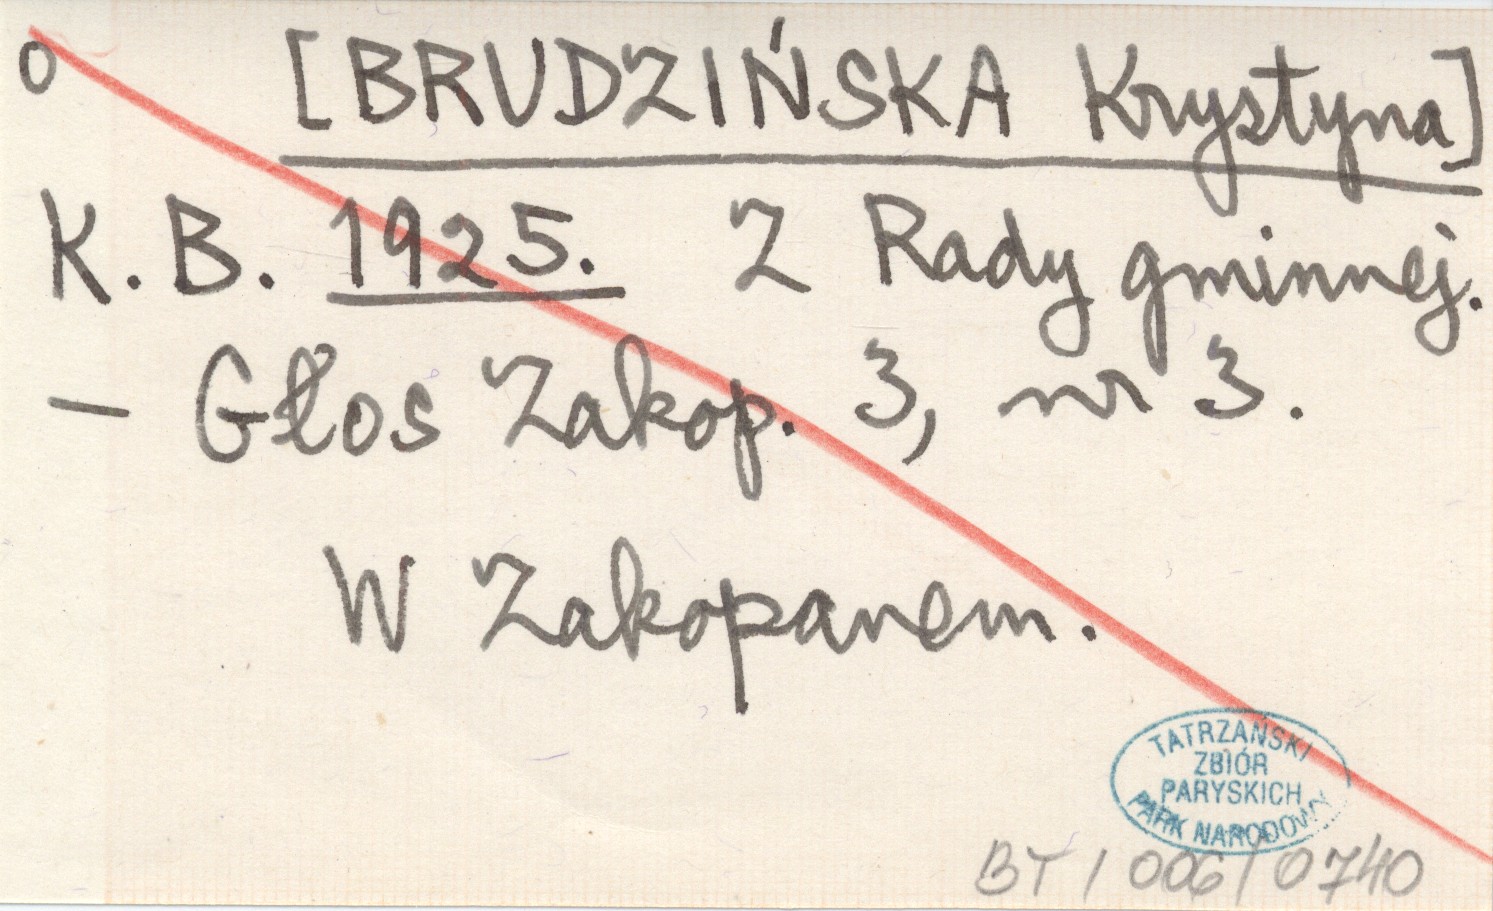 o [BRUDZIŃSKA Krystyna]
K. B. 1925. Z Rady gminnej.
– Głos Zakop. 3, nr 3.
W Zakopanem.
TATRZAŃSKI
ZBIÓR
PARYSKICH
PARK NARODOWY
BT / 006 / 0740